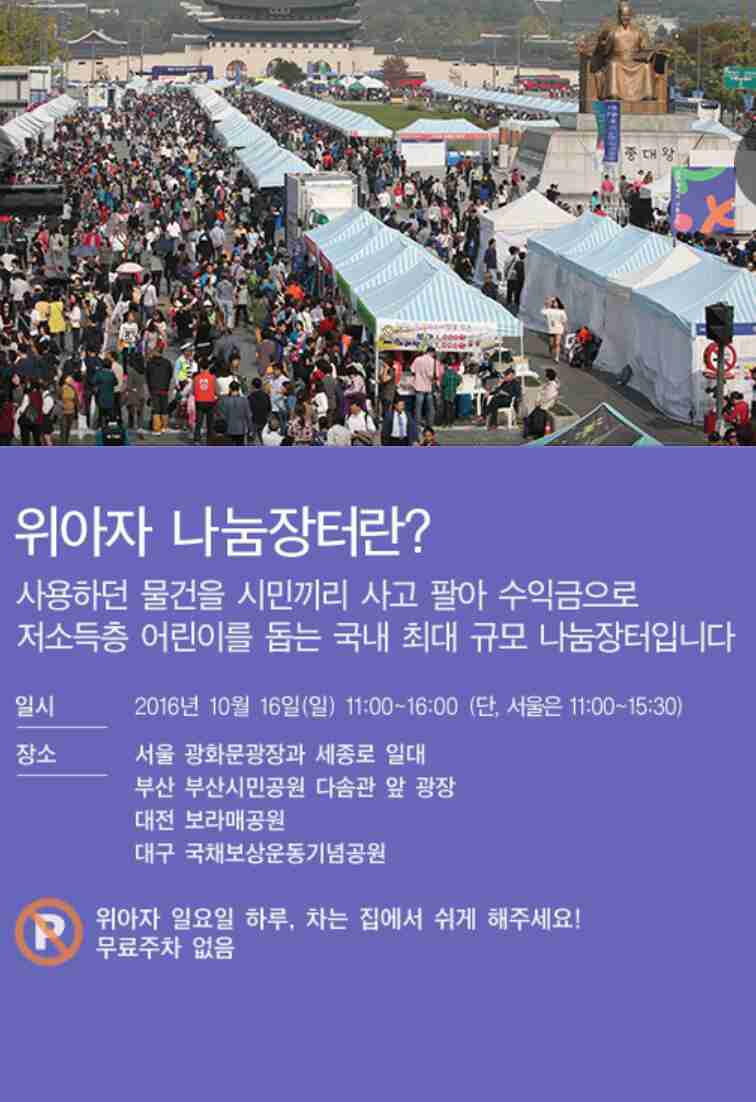 종대왕
위아자 나눔장터란?
사용하던 물건을 시민끼리 사고 팔아 수익금으로
저소득층 어린이를 돕는 국내 최대 규모 나눔장터입니다
일시 2016년 10월 16일(일) 11:00~16:00 (단, 서울은 11:00~15:30)
장소 서울 광화문광장과 세종로 일대
부산 부산시민공원 다솜관 앞 광장
대전 보라매공원
대구 국채보상운동기념공원
P 위아자 일요일 하루, 차는 집에서 쉬게 해주세요!
무료주차 없음